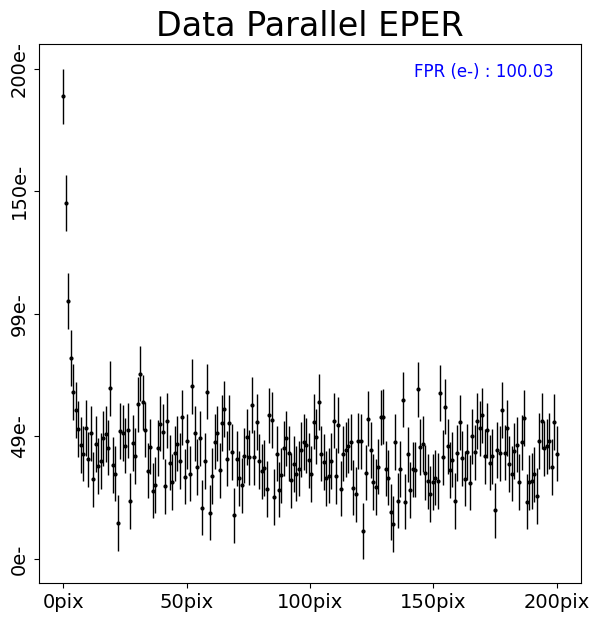 Data Parallel EPER
FPR (e-) : 100.03
200e-
150e-
99e-
49e-
0e-
0pix 50pix 100pix 150pix 200pix